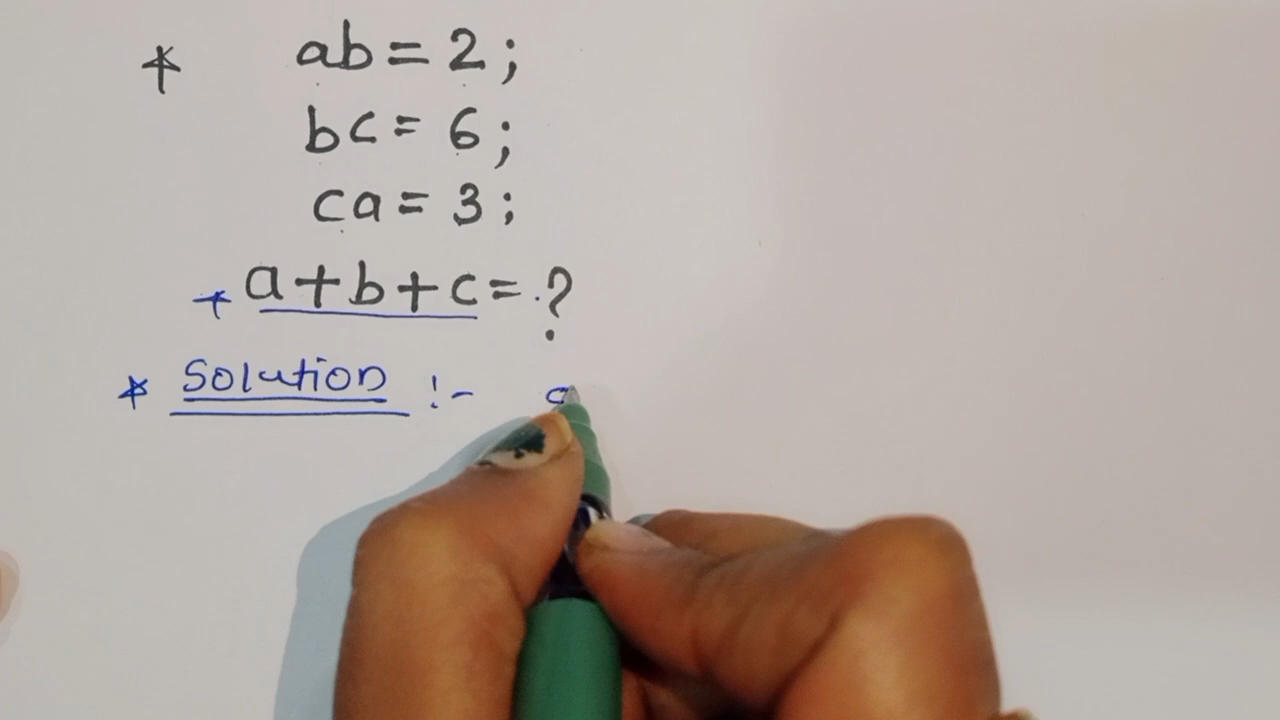 * ab = 2 ;
bc = 6 ;
ca = 3 ;
+ a + b + c = ?
* Solution :-